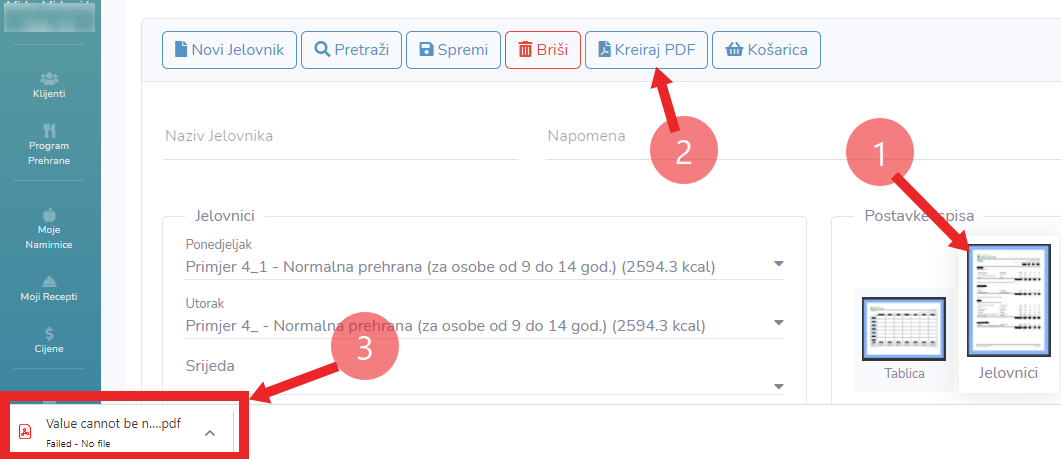 Novi Jelovnik
Pretraži
Spremi
Briši
Kreiraj PDF
Košarica
Klijenti
Program
Prehrane
Moje
Namirnice
Moji Recepti
Cijene
Naziv Jelovnika
Napomena
2
1
Jelovnici
Ponedjeljak
Primjer 4_1 - Normalna prehrana (za osobe od 9 do 14 god.) (2594.3 kcal)
Utorak
Primjer 4_ - Normalna prehrana (za osobe od 9 do 14 god.) (2594.3 kcal)
Srijeda
3
Postavke ispisa
Tablica
Jelovnici
Value cannot be n....pdf
Failed - No file